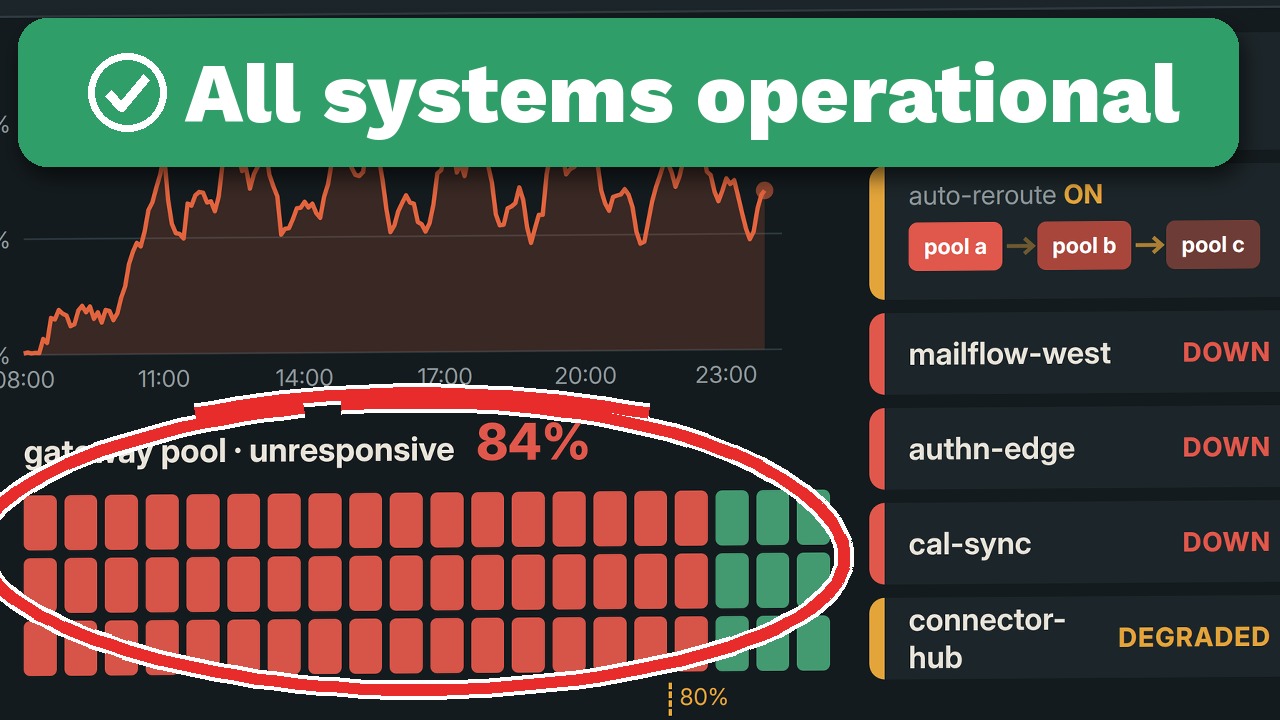 All systems operational
%
%
%
08:00 11:00 14:00 17:00 20:00 23:00
gateway pool · unresponsive 84%
80%
auto-reroute ON
pool a → pool b → pool c
mailflow-west DOWN
authn-edge DOWN
cal-sync DOWN
connector-
hub DEGRADED